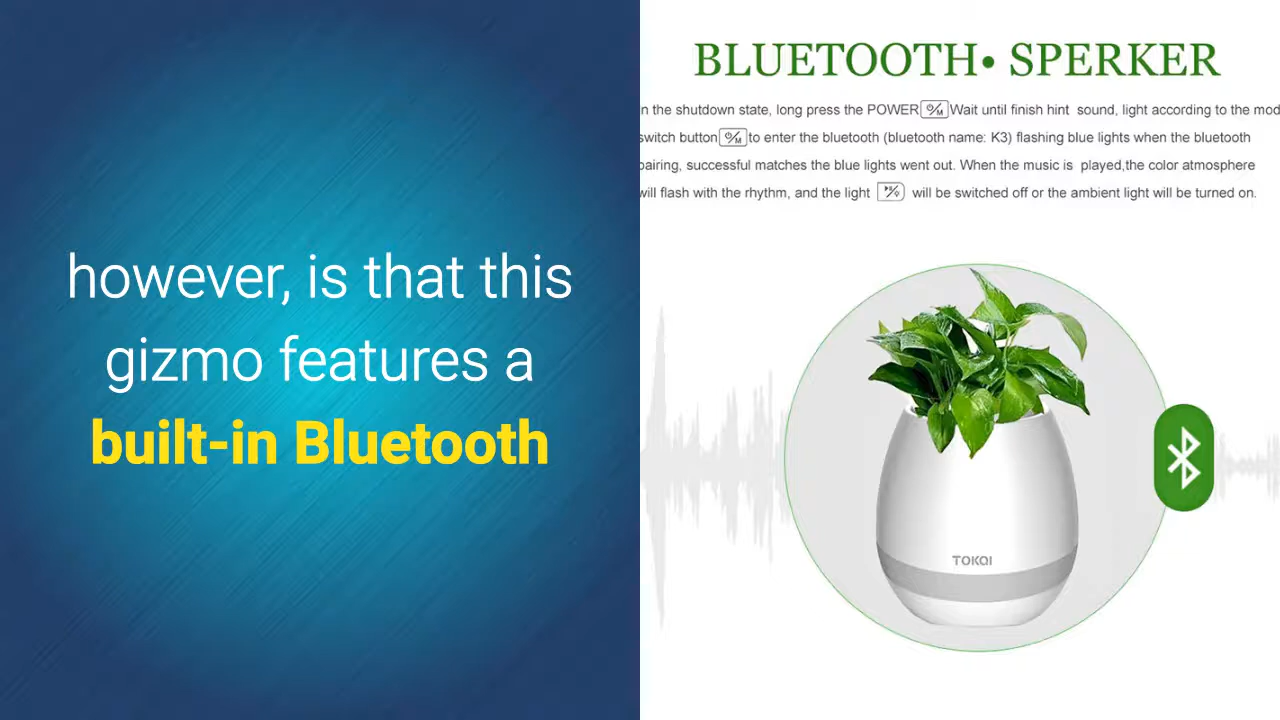 however, is that this
gizmo features a
built-in Bluetooth
BLUETOOTH• SPERKER
in the shutdown state, long press the POWER Wait until finish hint sound, light according to the mod
switch button to enter the bluetooth (bluetooth name: K3) flashing blue lights when the bluetooth
pairing, successful matches the blue lights went out. When the music is played,the color atmosphere
will flash with the rhythm, and the light will be switched off or the ambient light will be turned on.
TOKAI